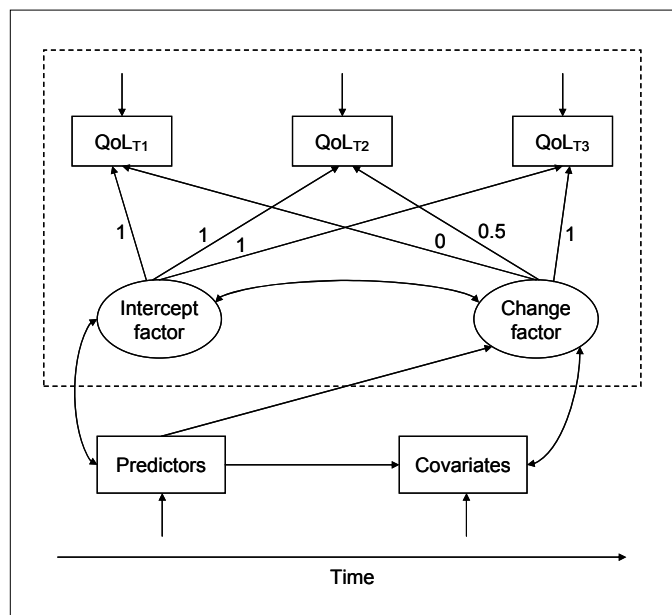 QoLT1
QoLT2
QoLT3
1
1
1
0
0.5
1
Intercept
factor
Change
factor
Predictors
Covariates
Time